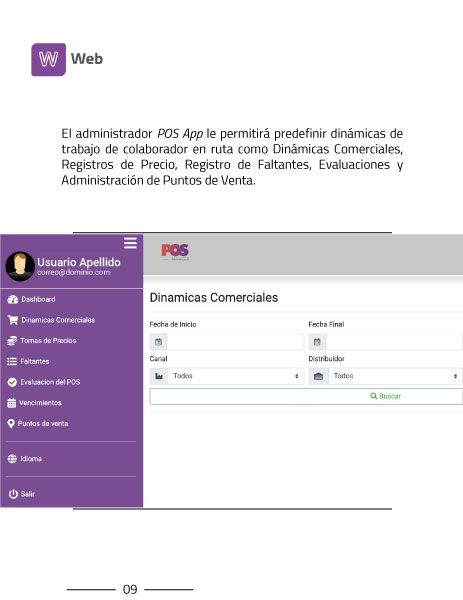 W Web
El administrador POS App le permitirá predefinir dinámicas de
trabajo de colaborador en ruta como Dinámicas Comerciales,
Registros de Precio, Registro de Faltantes, Evaluaciones y
Administración de Puntos de Venta.
Usuario Apellido
correo@dominio.com
Dashboard
Dinamicas Comerciales
Tomas de Precios
Faltantes
Evaluacion del POS
Vencimientos
Puntos de venta
Idioma
Salir
POS
Dinamicas Comerciales
Fecha de Inicio
Fecha Final
Canal
Distribuidor
Todos
Todos
Buscar
09